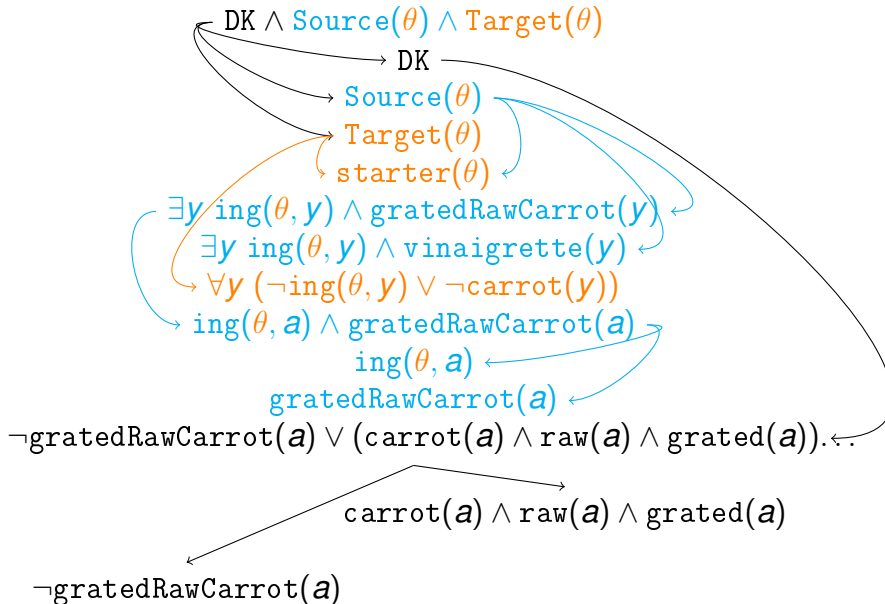 DK ∧ Source(θ) ∧ Target(θ)
DK
Source(θ)
Target(θ)
starter(θ)
∃y ing(θ, y) ∧ gratedRawCarrot(y)
∃y ing(θ, y) ∧ vinaigrette(y)
∀y (¬ing(θ, y) ∨ ¬carrot(y))
ing(θ, a) ∧ gratedRawCarrot(a)
ing(θ, a)
gratedRawCarrot(a)
¬gratedRawCarrot(a) ∨ (carrot(a) ∧ raw(a) ∧ grated(a))...
carrot(a) ∧ raw(a) ∧ grated(a)
¬gratedRawCarrot(a)